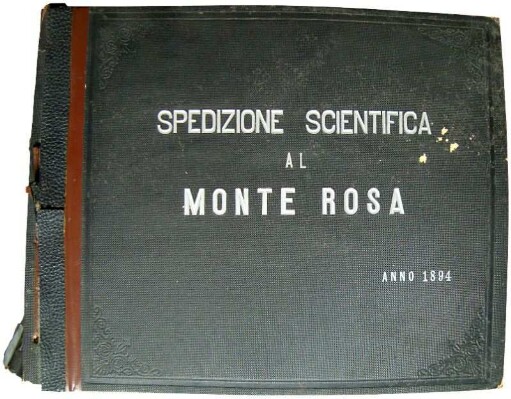 SPEDIZIONE SCIENTIFICA
AL
MONTE ROSA
ANNO 1894